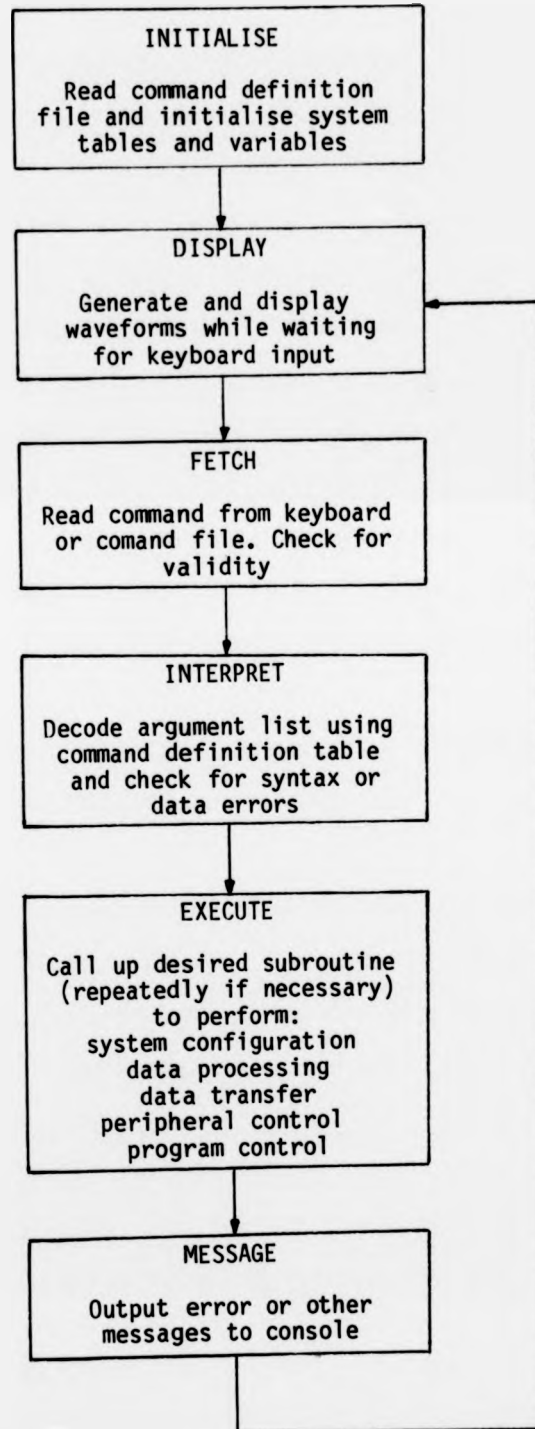 INITIALISE
Read command definition
file and initialise system
tables and variables
DISPLAY
Generate and display
waveforms while waiting
for keyboard input
FETCH
Read command from keyboard
or comand file. Check for
validity
INTERPRET
Decode argument list using
command definition table
and check for syntax or
data errors
EXECUTE
Call up desired subroutine
(repeatedly if necessary)
to perform:
system configuration
data processing
data transfer
peripheral control
program control
MESSAGE
Output error or other
messages to console